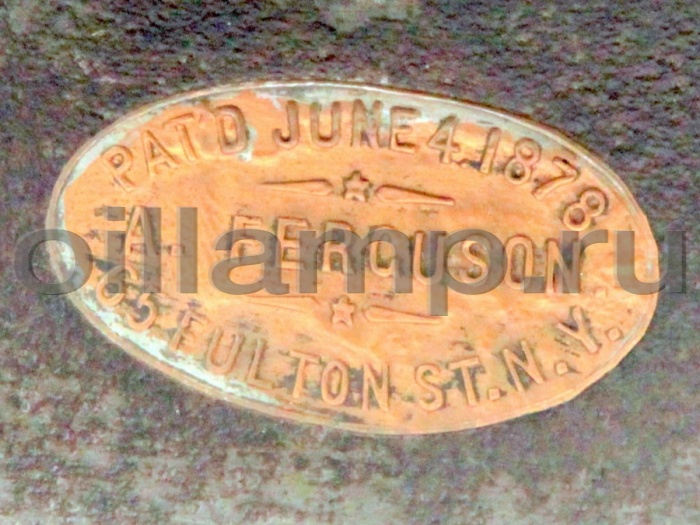 PAT'D JUNE 4. 1878
A. FERGUSON
65 FULTON ST. N.Y.
oillamp.ru